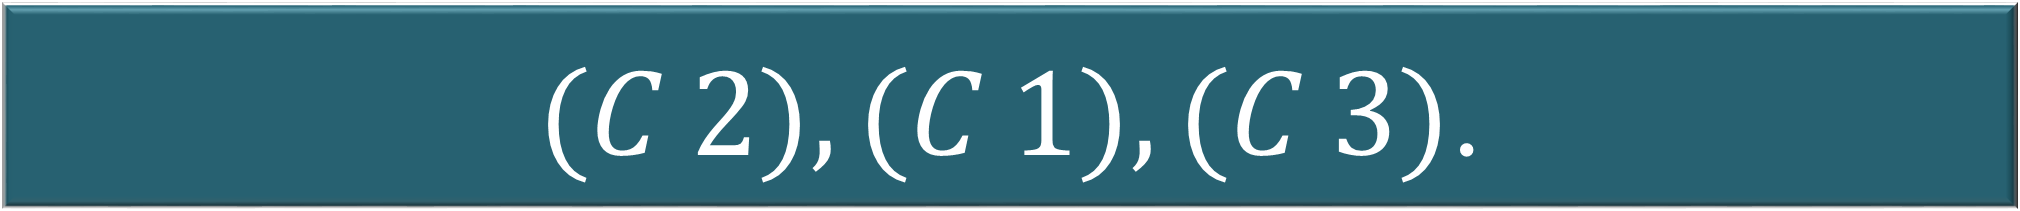 (C 2), (C 1), (C 3).